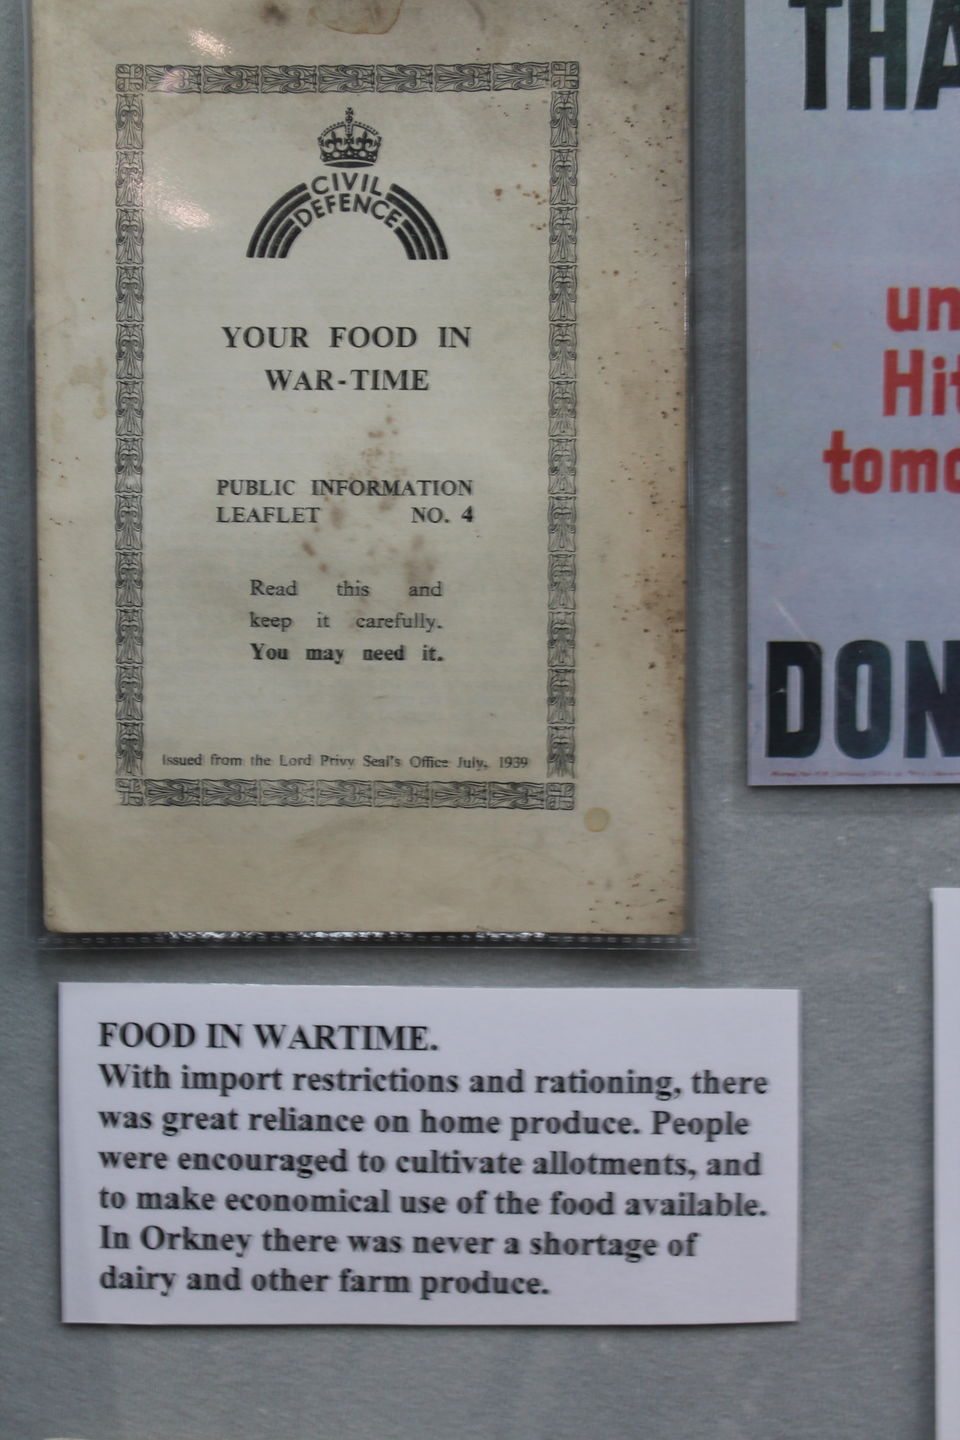 CIVIL
DEFENCE
YOUR FOOD IN
WAR-TIME
PUBLIC INFORMATION
LEAFLET NO. 4
Read this and
keep it carefully.
You may need it.
Issued from the Lord Privy Seal's Office July, 1939
THA
un
Hit
tomo
DON
FOOD IN WARTIME.
With import restrictions and rationing, there
was great reliance on home produce. People
were encouraged to cultivate allotments, and
to make economical use of the food available.
In Orkney there was never a shortage of
dairy and other farm produce.